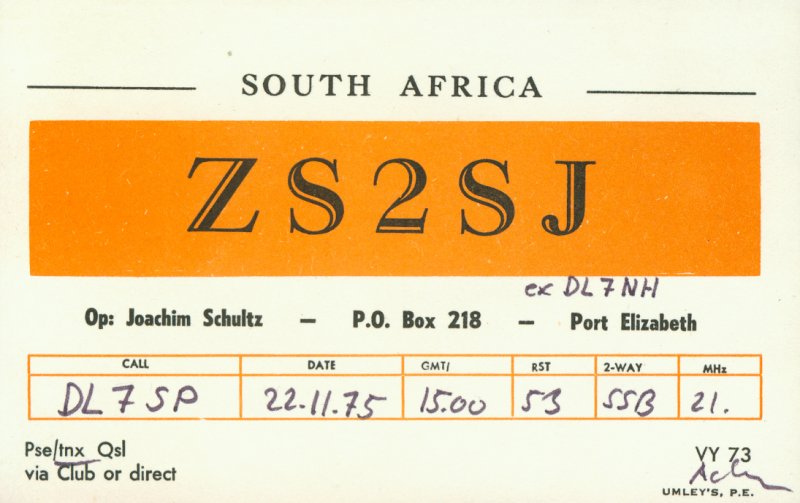 SOUTH AFRICA
ZS2SJ
ex DL7NH
Op: Joachim Schultz — P.O. Box 218 — Port Elizabeth
CALL DATE GMT/ RST 2-WAY MHz
DL7SP 22.11.75 15.00 53 SSB 21.
Pse/tnx Qsl VY 73
via Club or direct
UMLEY'S, P.E.